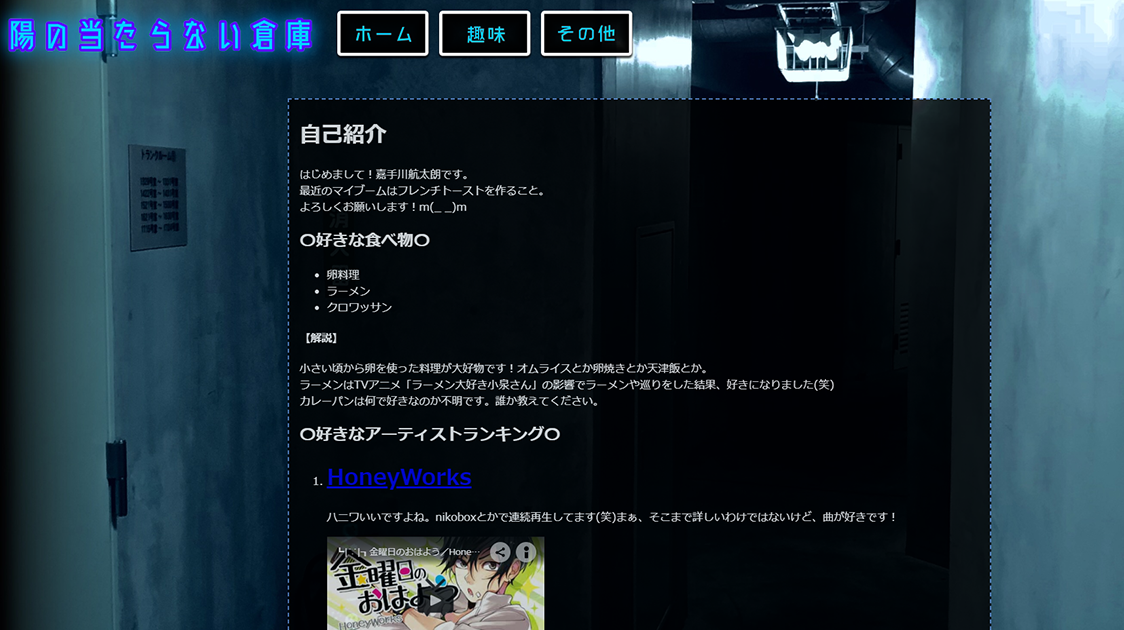 陽の当たらない倉庫
ホーム
趣味
その他
自己紹介
はじめまして！嘉手川航太朗です。
最近のマイブームはフレンチトーストを作ること。
よろしくお願いします！m(_ _)m
〇好きな食べ物〇
卵料理
ラーメン
クロワッサン
【解説】
小さい頃から卵を使った料理が大好物です！オムライスとか卵焼きとか天津飯とか。
ラーメンはTVアニメ「ラーメン大好き小泉さん」の影響でラーメンや巡りをした結果、好きになりました(笑)
カレーパンは何で好きなのか不明です。誰か教えてください。
〇好きなアーティストランキング〇
1. HoneyWorks
ハニワいいですよね。nikoboxとかで連続再生してます(笑)まぁ、そこまで詳しいわけではないけど、曲が好きです！
金曜日のおはよう／Hone…
金曜日の
おはよう
HoneyWorks